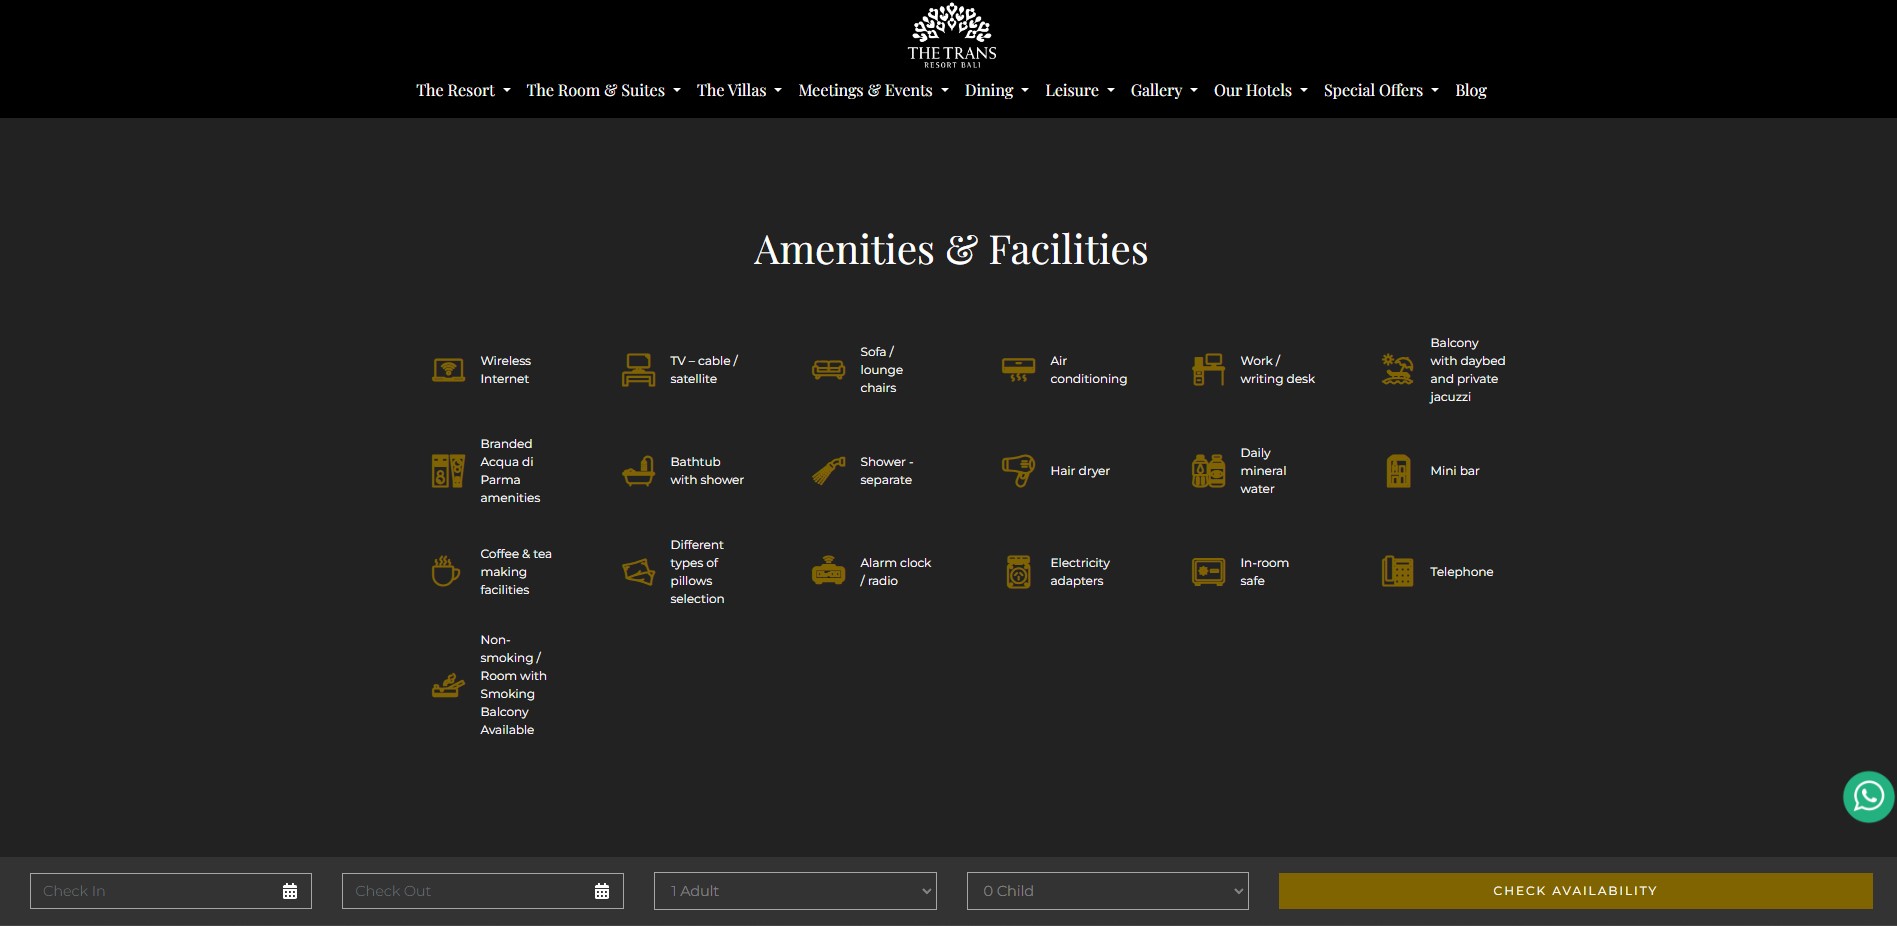 THE TRANS
RESORT BALI
The Resort
The Room & Suites
The Villas
Meetings & Events
Dining
Leisure
Gallery
Our Hotels
Special Offers
Blog
Amenities & Facilities
Wireless
Internet
TV – cable /
satellite
Sofa /
lounge
chairs
Air
conditioning
Work /
writing desk
Balcony
with daybed
and private
jacuzzi
Branded
Acqua di
Parma
amenities
Bathtub
with shower
Shower -
separate
Hair dryer
Daily
mineral
water
Mini bar
Coffee & tea
making
facilities
Different
types of
pillows
selection
Alarm clock
/ radio
Electricity
adapters
In-room
safe
Telephone
Non-
smoking /
Room with
Smoking
Balcony
Available
Check In
Check Out
1 Adult
0 Child
CHECK AVAILABILITY